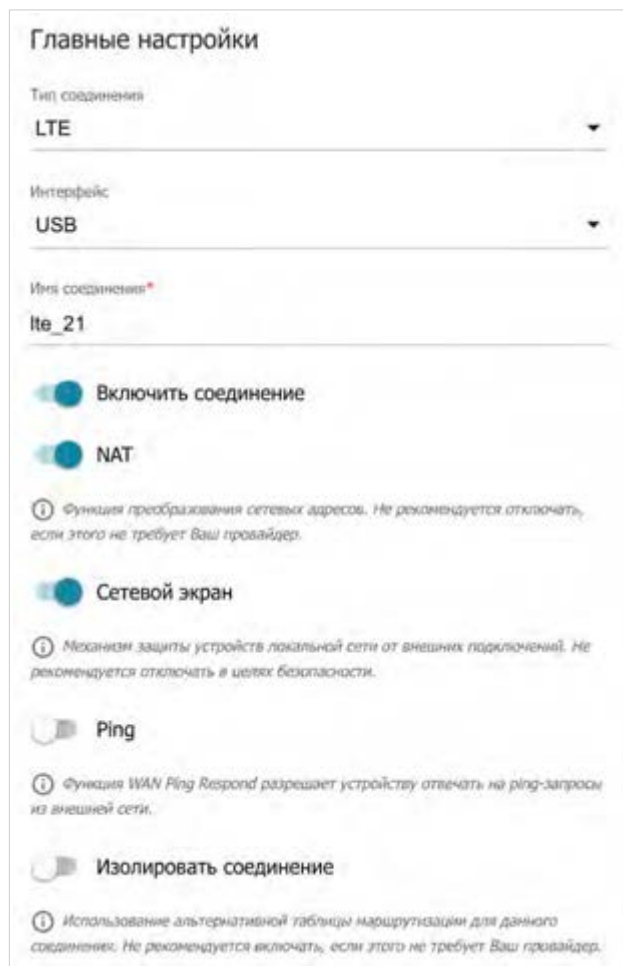 Главные настройки
Тип соединения
LTE
Интерфейс
USB
Имя соединения*
lte_21
Включить соединение
NAT
Функция преобразования сетевых адресов. Не рекомендуется отключать,
если этого не требует Ваш провайдер.
Сетевой экран
Механизм защиты устройств локальной сети от внешних подключений. Не
рекомендуется отключать в целях безопасности.
Ping
Функция WAN Ping Respond разрешает устройству отвечать на ping-запросы
из внешней сети.
Изолировать соединение
Использование альтернативной таблицы маршрутизации для данного
соединения. Не рекомендуется включать, если этого не требует Ваш провайдер.